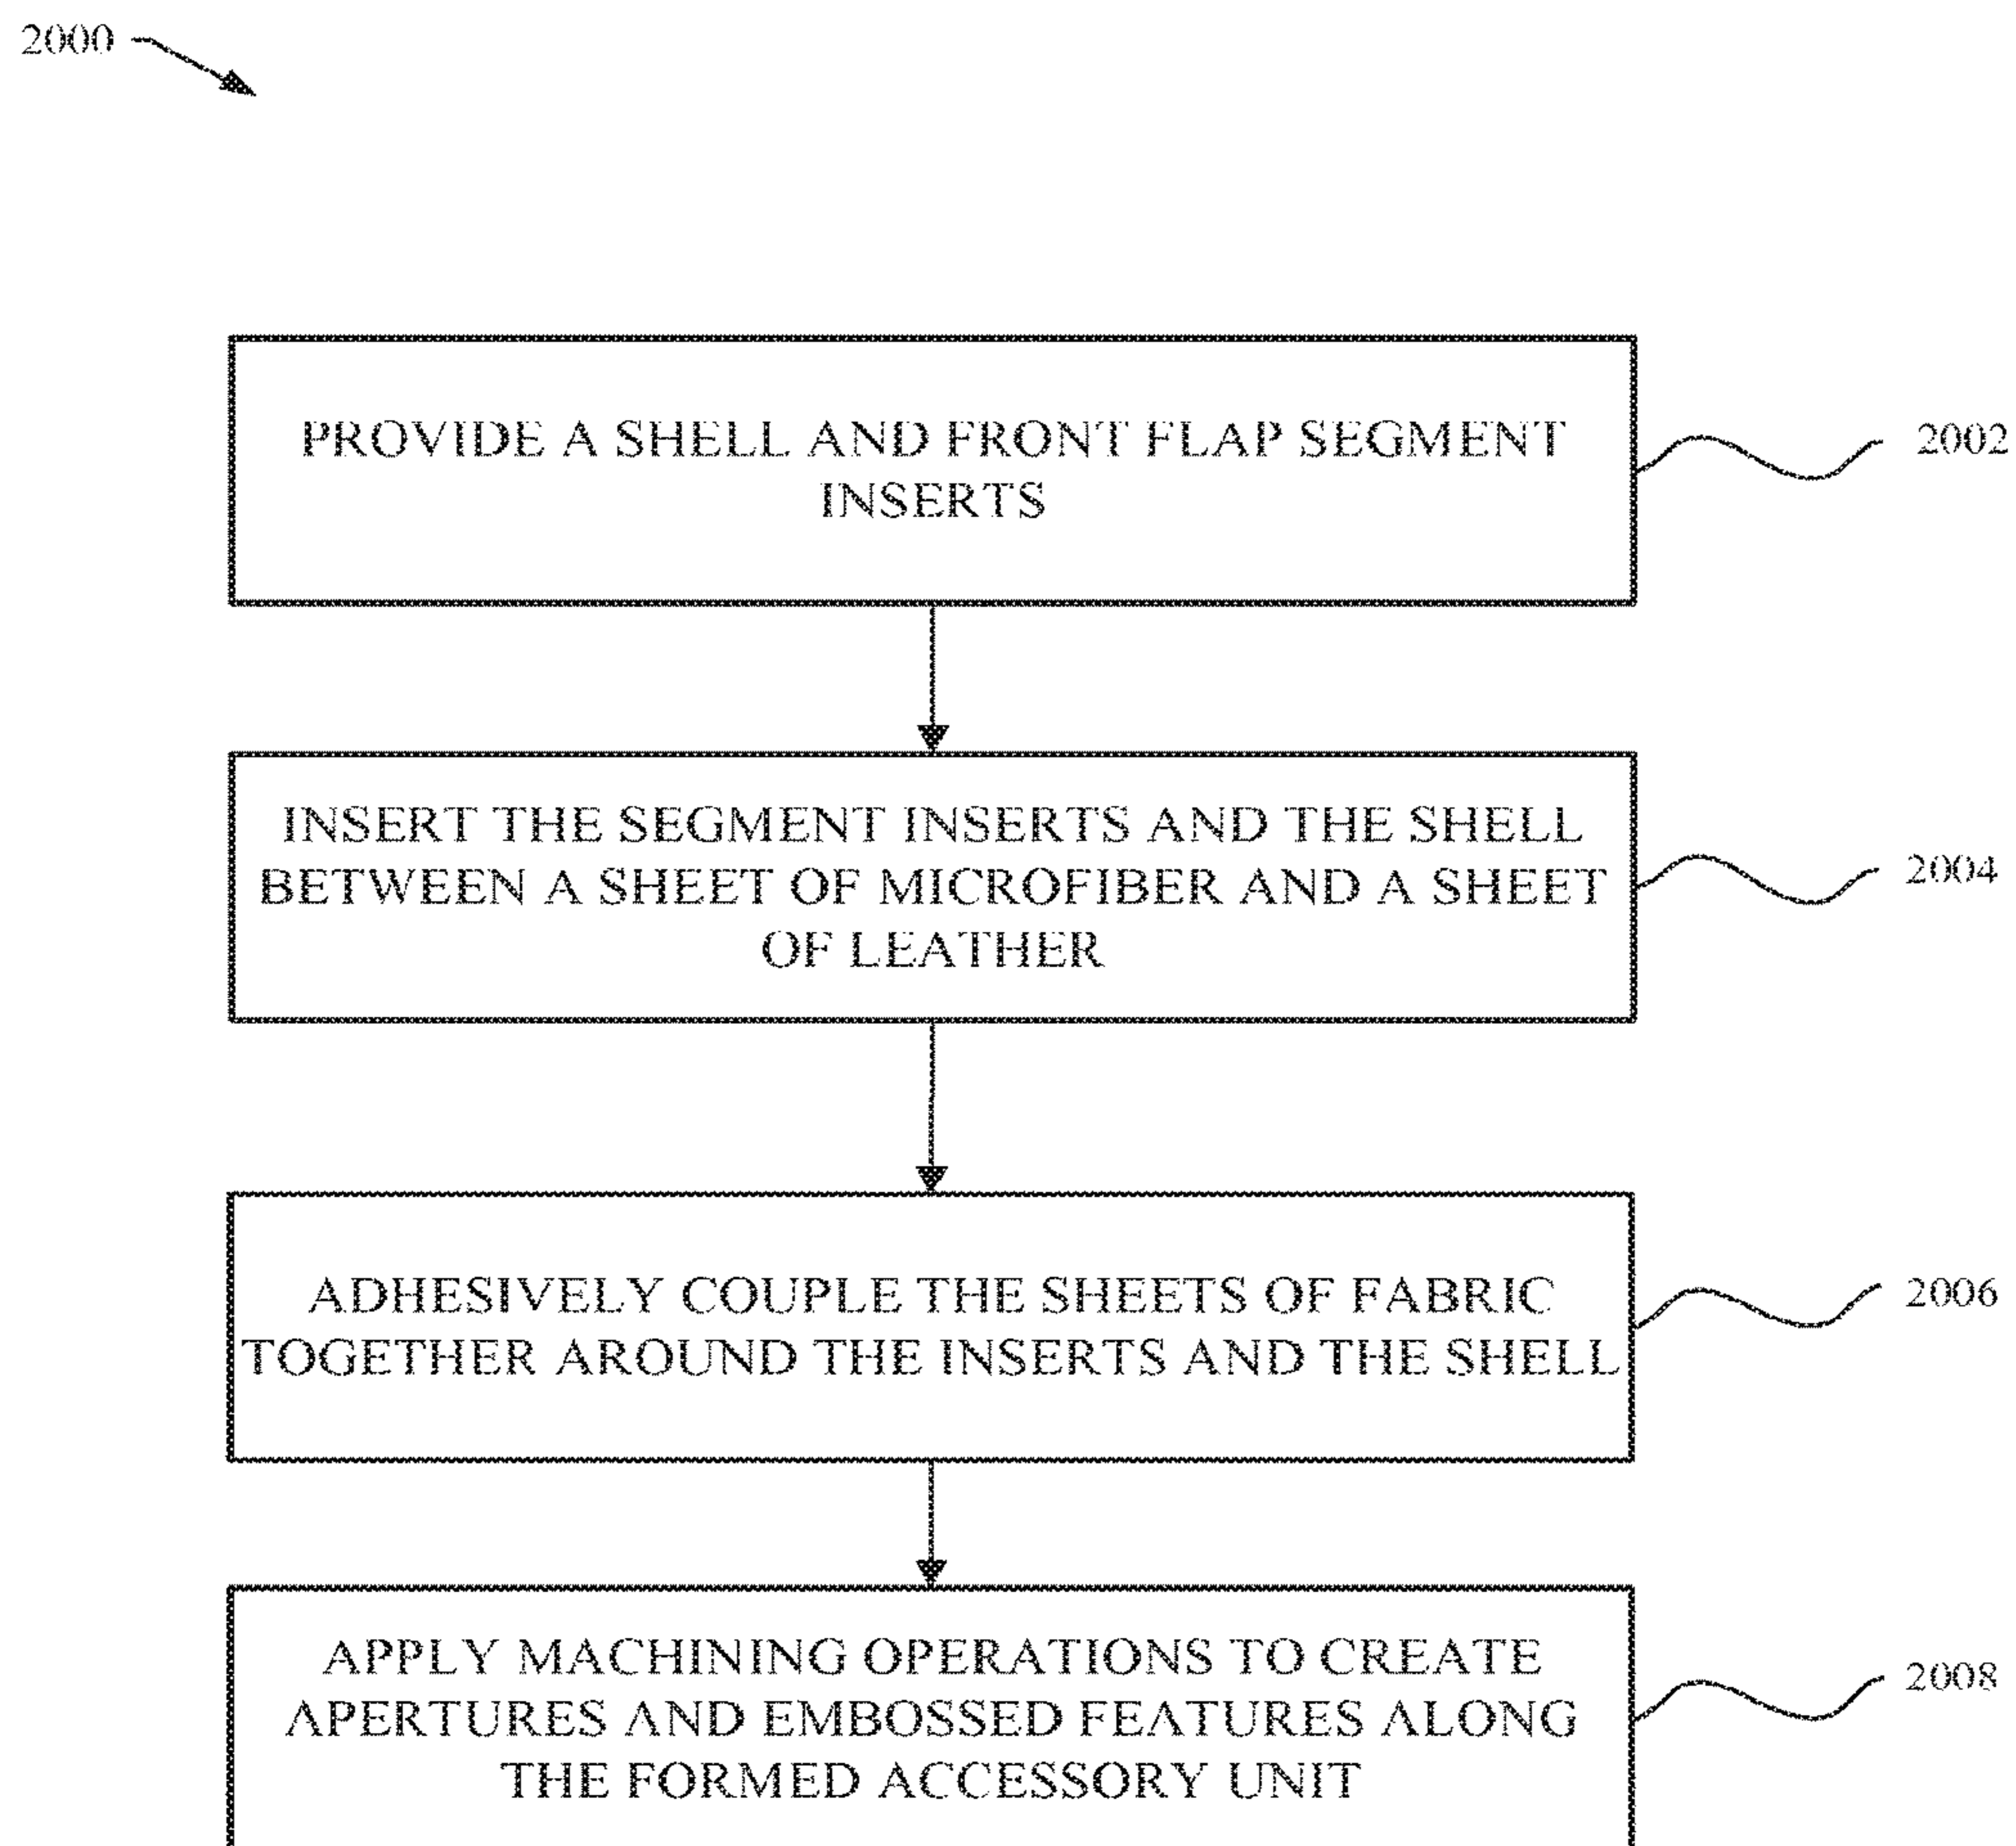 2000
PROVIDE A SHELL AND FRONT FLAP SEGMENT
INSERTS
2002
INSERT THE SEGMENT INSERTS AND THE SHELL
BETWEEN A SHEET OF MICROFIBER AND A SHEET
OF LEATHER
2004
ADHESIVELY COUPLE THE SHEETS OF FABRIC
TOGETHER AROUND THE INSERTS AND THE SHELL
2006
APPLY MACHINING OPERATIONS TO CREATE
APERTURES AND EMBOSSED FEATURES ALONG
THE FORMED ACCESSORY UNIT
2008